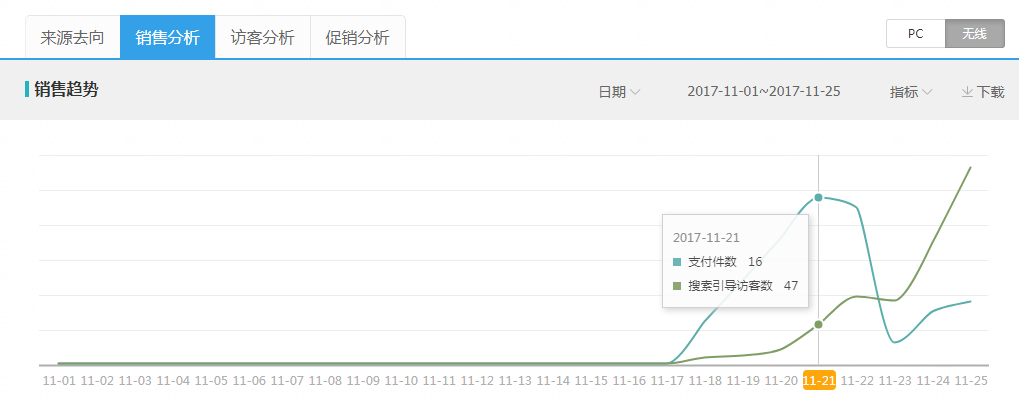 来源去向 销售分析 访客分析 促销分析 PC 无线
销售趋势 日期 2017-11-01~2017-11-25 指标 下载
2017-11-21
支付件数 16
搜索引导访客数 47
11-01 11-02 11-03 11-04 11-05 11-06 11-07 11-08 11-09 11-10 11-11 11-12 11-13 11-14 11-15 11-16 11-17 11-18 11-19 11-20 11-21 11-22 11-23 11-24 11-25